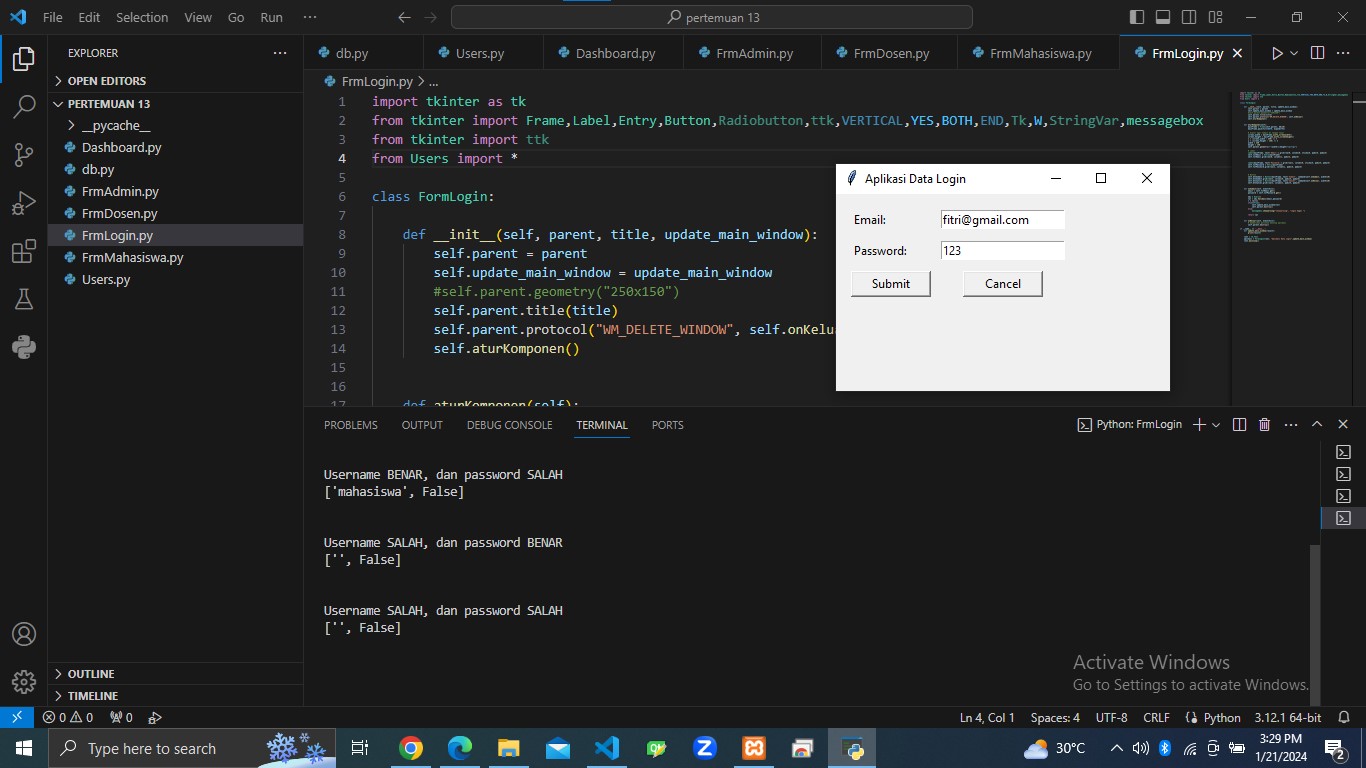 File Edit Selection View Go Run ··· pertemuan 13
EXPLORER ···
OPEN EDITORS
PERTEMUAN 13
__pycache__
Dashboard.py
db.py
FrmAdmin.py
FrmDosen.py
FrmLogin.py
FrmMahasiswa.py
Users.py
OUTLINE
TIMELINE
db.py Users.py Dashboard.py FrmAdmin.py FrmDosen.py FrmMahasiswa.py FrmLogin.py
FrmLogin.py > ...
1 import tkinter as tk
2 from tkinter import Frame,Label,Entry,Button,Radiobutton,ttk,VERTICAL,YES,BOTH,END,Tk,W,StringVar,messagebox
3 from tkinter import ttk
4 from Users import *
5
6 class FormLogin:
7
8 def __init__(self, parent, title, update_main_window):
9 self.parent = parent
10 self.update_main_window = update_main_window
11 #self.parent.geometry("250x150")
12 self.parent.title(title)
13 self.parent.protocol("WM_DELETE_WINDOW", self.onKelua
14 self.aturKomponen()
15
16
17 def aturKomponen(self):
Aplikasi Data Login
Email: fitri@gmail.com
Password: 123
Submit Cancel
PROBLEMS OUTPUT DEBUG CONSOLE TERMINAL PORTS
Python: FrmLogin
Username BENAR, dan password SALAH
['mahasiswa', False]
Username SALAH, dan password BENAR
['', False]
Username SALAH, dan password SALAH
['', False]
Activate Windows
Go to Settings to activate Windows.
0 0 0 Ln 4, Col 1 Spaces: 4 UTF-8 CRLF Python 3.12.1 64-bit
Type here to search
30°C
3:29 PM
1/21/2024
2